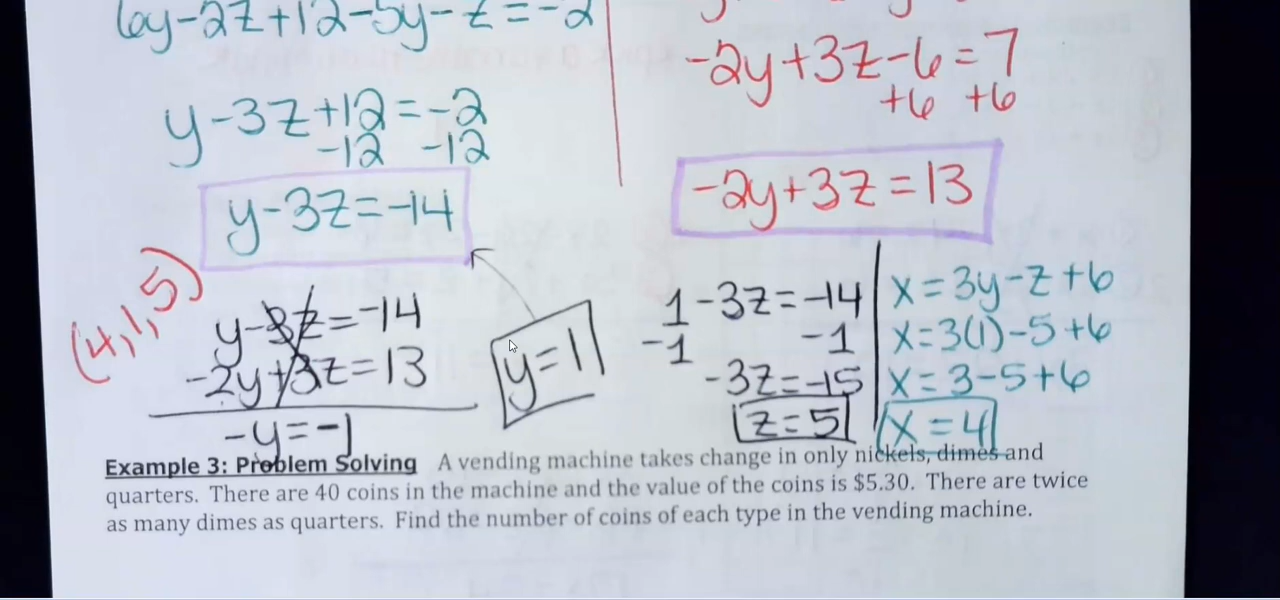 6y-2z+12-5y-z=-2
y-3z+12=-2
-12 -12
y-3z=-14
-2y+3z-6=7
+6 +6
-2y+3z=13
(4,1,5)
y-3z=-14
-2y+3z=13
-y=-1
y=1
1-3z=-14
-1 -1
-3z=-15
z=5
x=3y-z+6
x=3(1)-5+6
x=3-5+6
x=4
Example 3: Problem Solving A vending machine takes change in only nickels, dimes and
quarters. There are 40 coins in the machine and the value of the coins is $5.30. There are twice
as many dimes as quarters. Find the number of coins of each type in the vending machine.